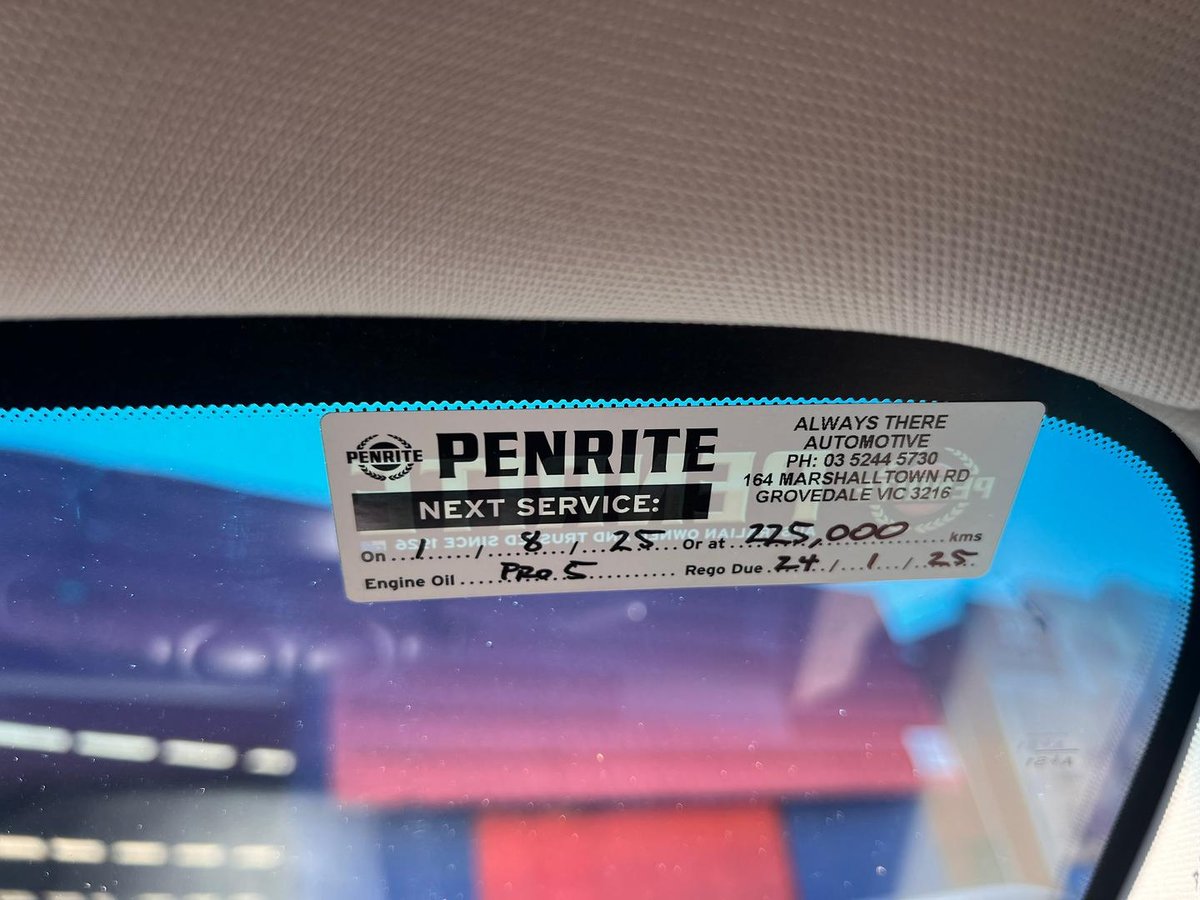 PENRITE
PENRITE
ALWAYS THERE
AUTOMOTIVE
PH: 03 5244 5730
164 MARSHALLTOWN RD
GROVEDALE VIC 3216
NEXT SERVICE:
On 1 / 8 / 25 Or at 225,000 kms
Engine Oil PRO 5 Rego Due 24 / 1 / 25